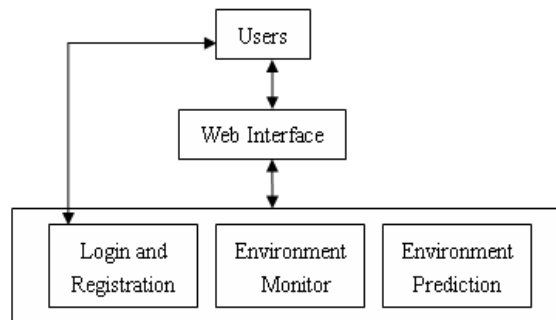 Users
Web Interface
Login and
Registration
Environment
Monitor
Environment
Prediction